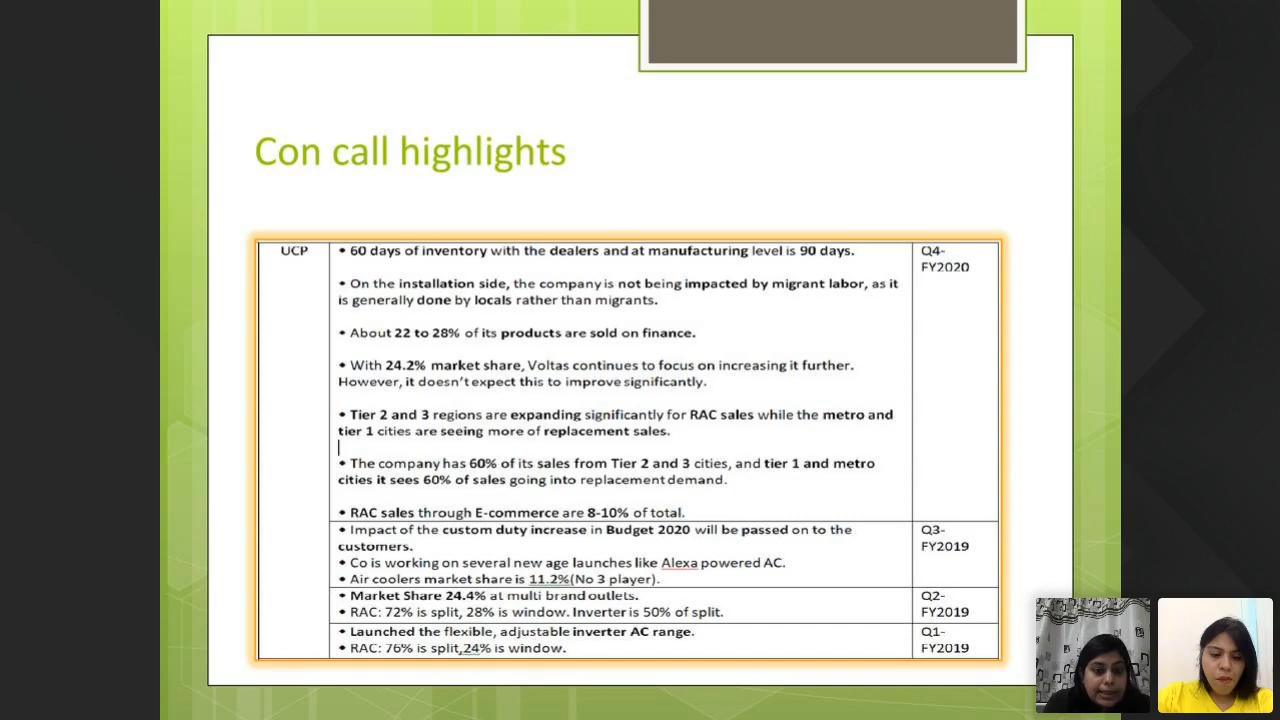 Con call highlights
UCP
• 60 days of inventory with the dealers and at manufacturing level is 90 days.
Q4-
FY2020
• On the installation side, the company is not being impacted by migrant labor, as it
is generally done by locals rather than migrants.
• About 22 to 28% of its products are sold on finance.
• With 24.2% market share, Voltas continues to focus on increasing it further.
However, it doesn't expect this to improve significantly.
• Tier 2 and 3 regions are expanding significantly for RAC sales while the metro and
tier 1 cities are seeing more of replacement sales.
• The company has 60% of its sales from Tier 2 and 3 cities, and tier 1 and metro
cities it sees 60% of sales going into replacement demand.
• RAC sales through E-commerce are 8-10% of total.
• Impact of the custom duty increase in Budget 2020 will be passed on to the
customers.
Q3-
FY2019
• Co is working on several new age launches like Alexa powered AC.
• Air coolers market share is 11.2%(No 3 player).
• Market Share 24.4% at multi brand outlets.
Q2-
FY2019
• RAC: 72% is split, 28% is window. Inverter is 50% of split.
• Launched the flexible, adjustable inverter AC range.
Q1-
FY2019
• RAC: 76% is split,24% is window.